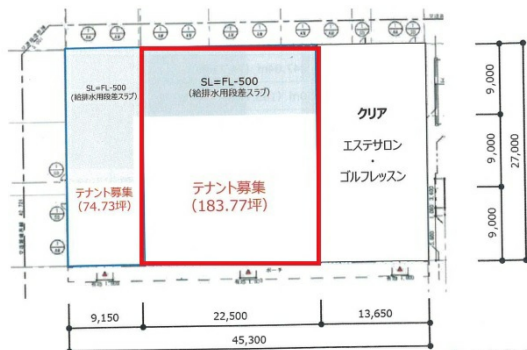 SL=FL-500
(給排水用段差スラブ)
SL=FL-500
(給排水用段差スラブ)
クリア
エステサロン
・
ゴルフレッスン
テナント募集
(74.73坪)
テナント募集
(183.77坪)
9,000
9,000
9,000
27,000
ポーチ
9,150
22,500
13,650
45,300